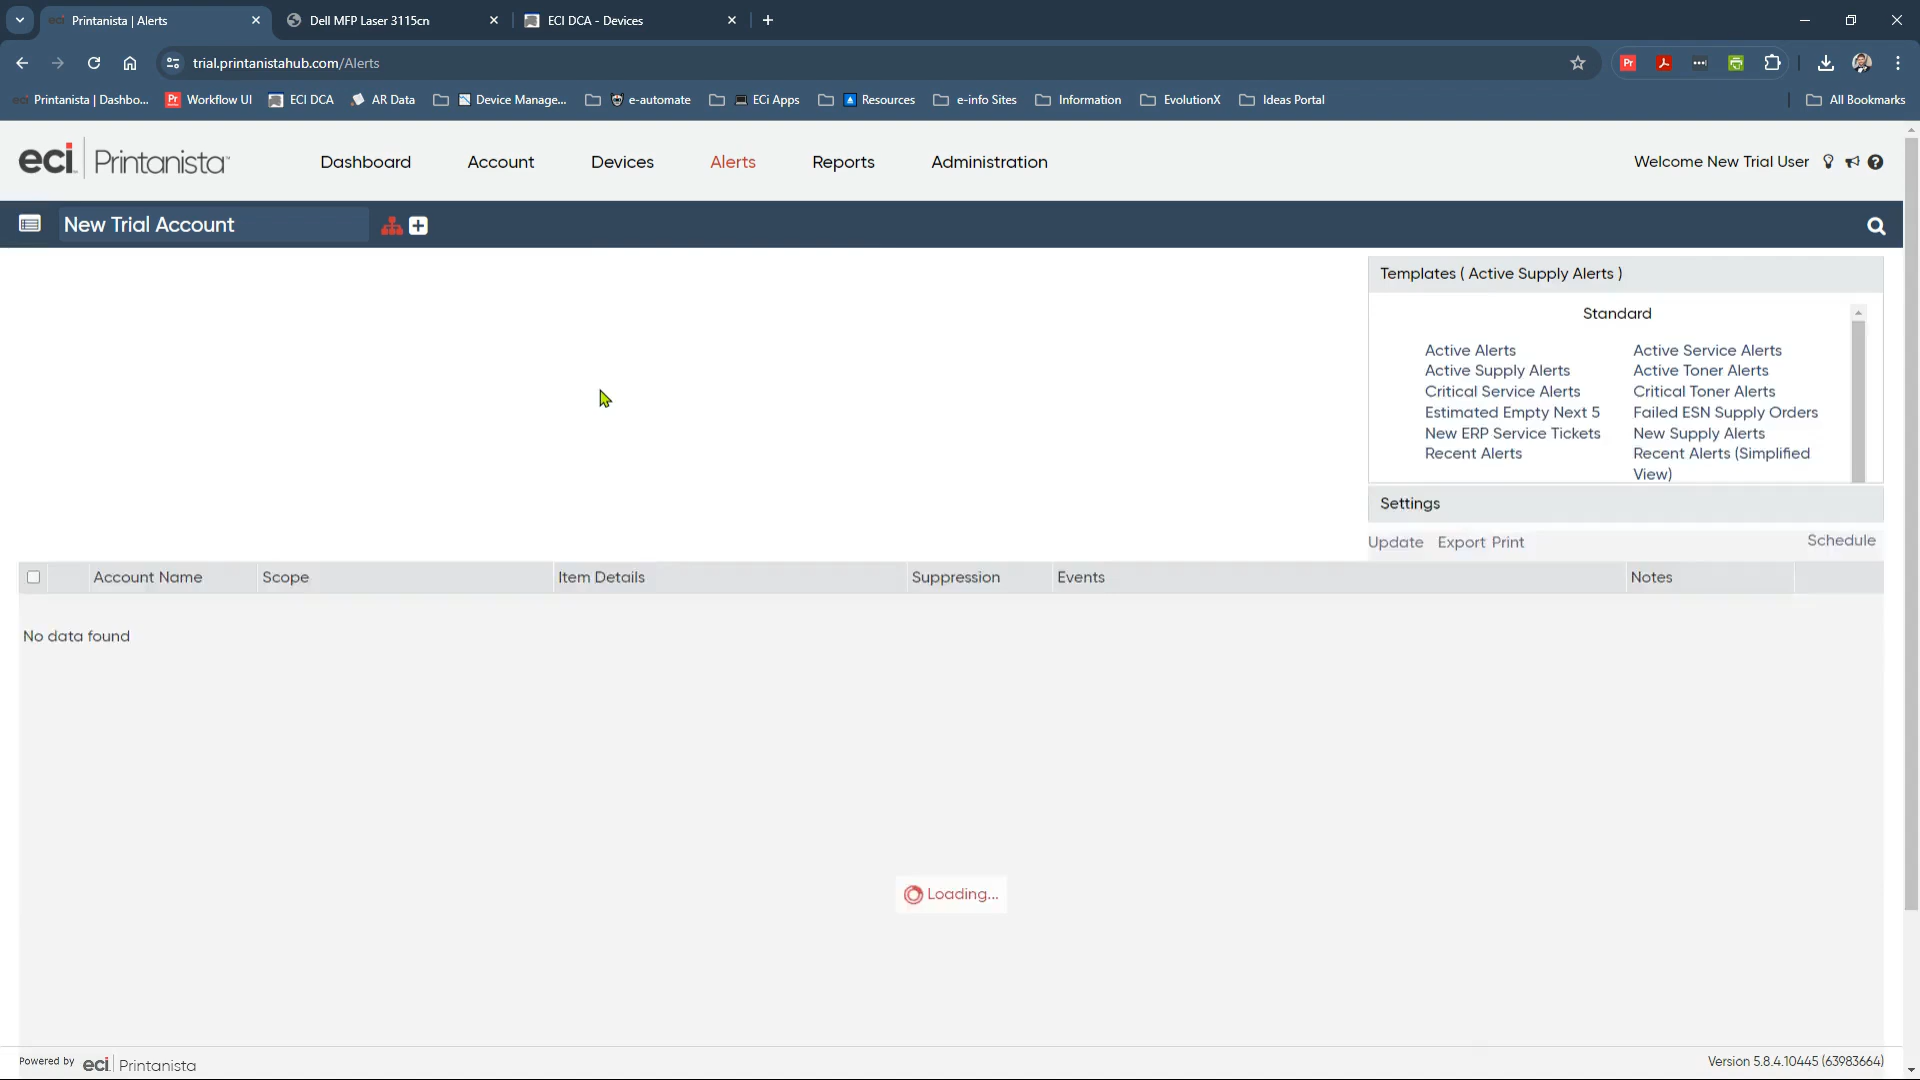 Printanista | Alerts
Dell MFP Laser 3115cn
ECI DCA - Devices
trial.printanistahub.com/Alerts
Printanista | Dashbo...
Workflow UI
ECI DCA
AR Data
Device Manage...
e-automate
ECi Apps
Resources
e-info Sites
Information
EvolutionX
Ideas Portal
All Bookmarks
eci Printanista
Dashboard
Account
Devices
Alerts
Reports
Administration
Welcome New Trial User
New Trial Account
Templates ( Active Supply Alerts )
Standard
Active Alerts
Active Service Alerts
Active Supply Alerts
Active Toner Alerts
Critical Service Alerts
Critical Toner Alerts
Estimated Empty Next 5
Failed ESN Supply Orders
New ERP Service Tickets
New Supply Alerts
Recent Alerts
Recent Alerts (Simplified
View)
Settings
Update Export Print
Schedule
Account Name
Scope
Item Details
Suppression
Events
Notes
No data found
Loading...
Powered by eci Printanista
Version 5.8.4.10445 (63983664)